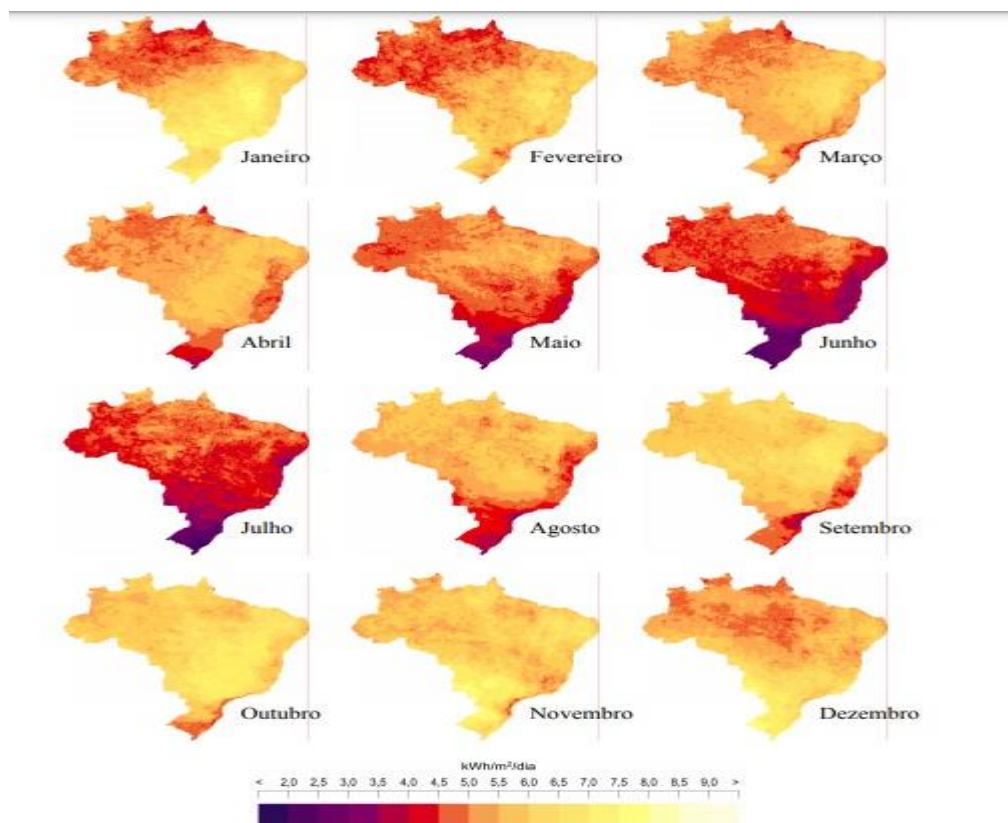 Janeiro
Fevereiro
Março
Abril
Maio
Junho
Julho
Agosto
Setembro
Outubro
Novembro
Dezembro
kWh/m²/dia
< 2,0 2,5 3,0 3,5 4,0 4,5 5,0 5,5 6,0 6,5 7,0 7,5 8,0 8,5 9,0 >